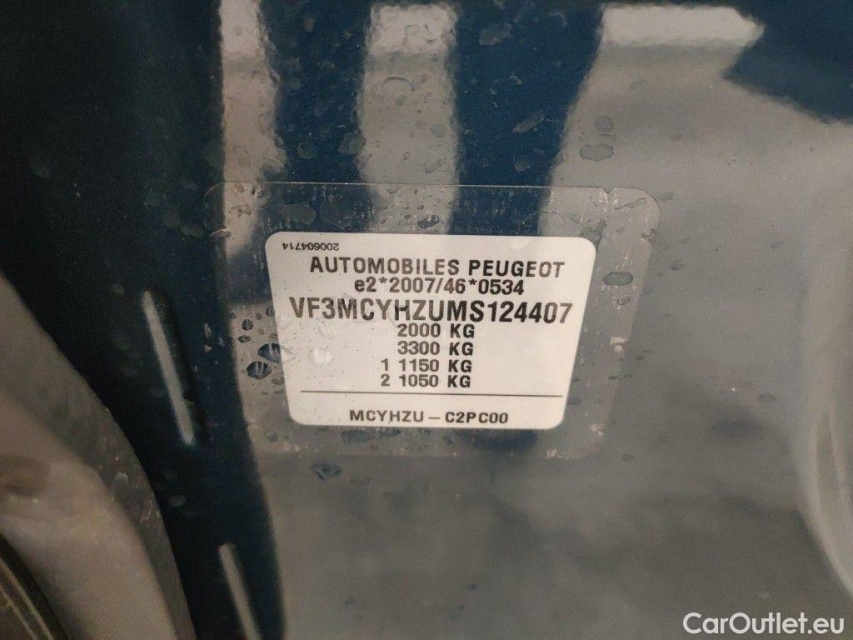 200604714
AUTOMOBILES PEUGEOT
e2*2007/46*0534
VF3MCYHZUMS124407
2000 KG
3300 KG
1 1150 KG
2 1050 KG
MCYHZU - C2PC00
CarOutlet.eu